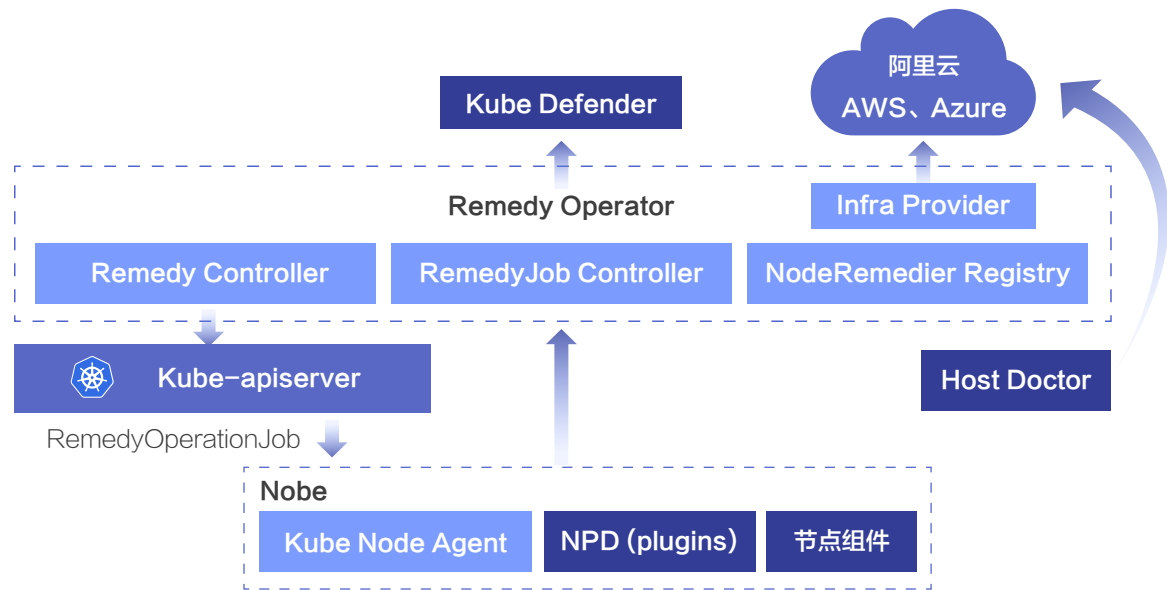 阿里云
AWS、Azure
Kube Defender
Remedy Operator
Infra Provider
Remedy Controller
RemedyJob Controller
NodeRemedier Registry
Kube-apiserver
Host Doctor
RemedyOperationJob
Nobe
Kube Node Agent
NPD (plugins)
节点组件